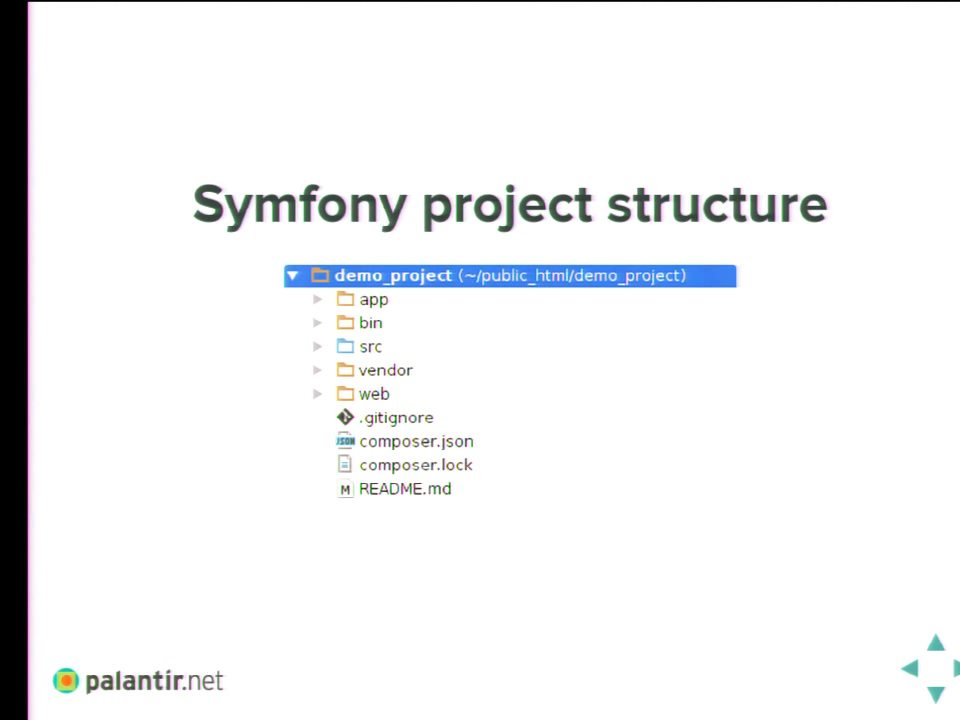 Symfony project structure
demo_project (~/public_html/demo_project)
app
bin
src
vendor
web
.gitignore
JSON composer.json
composer.lock
M README.md
palantir.net